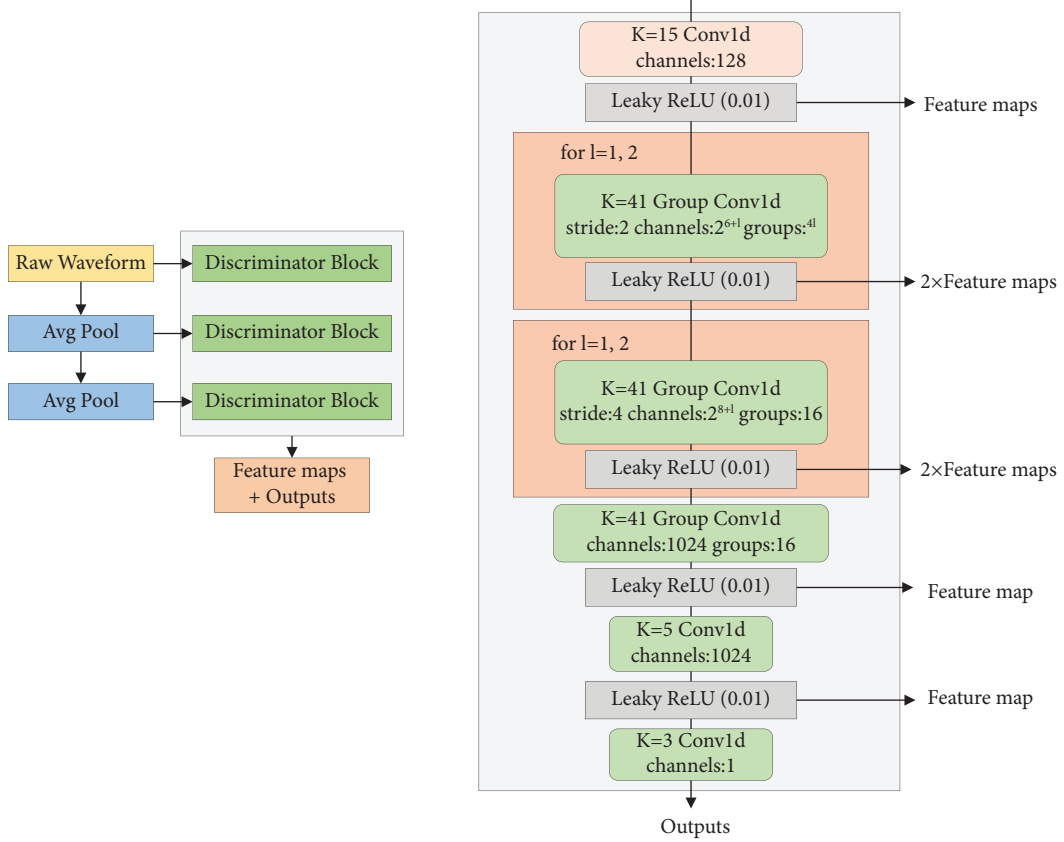 Raw Waveform
Discriminator Block
Avg Pool
Discriminator Block
Avg Pool
Discriminator Block
Feature maps
+ Outputs
K=15 Conv1d
channels:128
Leaky ReLU (0.01)
Feature maps
for l=1, 2
K=41 Group Conv1d
stride:2 channels:2⁶⁺ˡ groups:⁴ˡ
Leaky ReLU (0.01)
2×Feature maps
for l=1, 2
K=41 Group Conv1d
stride:4 channels:2⁸⁺ˡ groups:16
Leaky ReLU (0.01)
2×Feature maps
K=41 Group Conv1d
channels:1024 groups:16
Leaky ReLU (0.01)
Feature map
K=5 Conv1d
channels:1024
Leaky ReLU (0.01)
Feature map
K=3 Conv1d
channels:1
Outputs